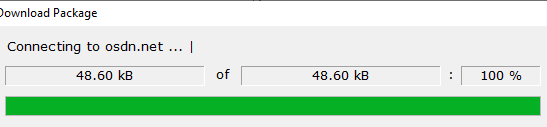 Download Package
Connecting to osdn.net ... |
48.60 kB of 48.60 kB : 100 %